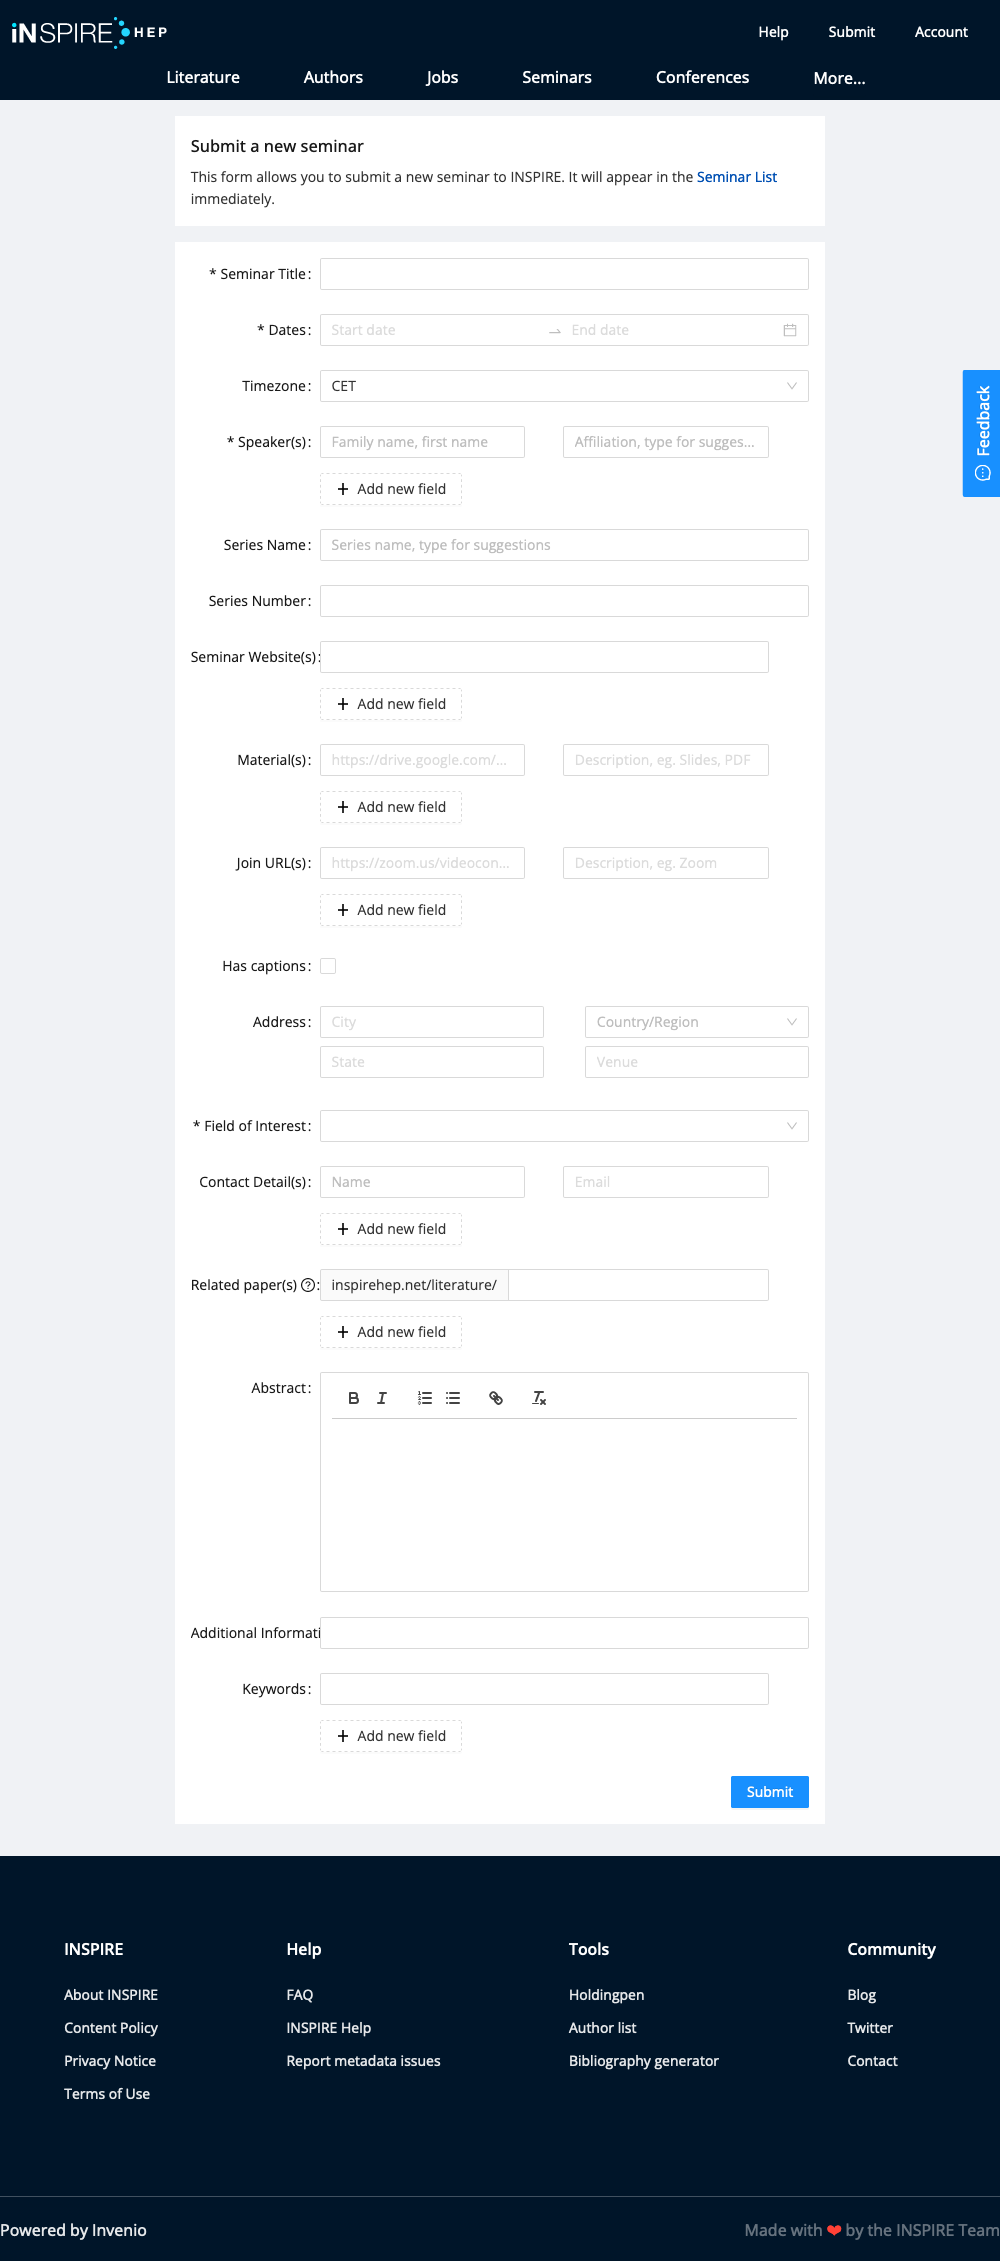 iNSPIRE HEP
Help Submit Account
Literature Authors Jobs Seminars Conferences More...
Submit a new seminar
This form allows you to submit a new seminar to INSPIRE. It will appear in the Seminar List
immediately.
* Seminar Title:
* Dates: Start date End date
Timezone: CET
* Speaker(s): Family name, first name Affiliation, type for sugges...
Add new field
Series Name: Series name, type for suggestions
Series Number:
Seminar Website(s):
Add new field
Material(s): https://drive.google.com/... Description, eg. Slides, PDF
Add new field
Join URL(s): https://zoom.us/videocon... Description, eg. Zoom
Add new field
Has captions:
Address: City Country/Region
State Venue
* Field of Interest:
Contact Detail(s): Name Email
Add new field
Related paper(s) : inspirehep.net/literature/
Add new field
Abstract:
Additional Informati
Keywords:
Add new field
Submit
Feedback
INSPIRE Help Tools Community
About INSPIRE FAQ Holdingpen Blog
Content Policy INSPIRE Help Author list Twitter
Privacy Notice Report metadata issues Bibliography generator Contact
Terms of Use
Powered by Invenio Made with ❤ by the INSPIRE Team